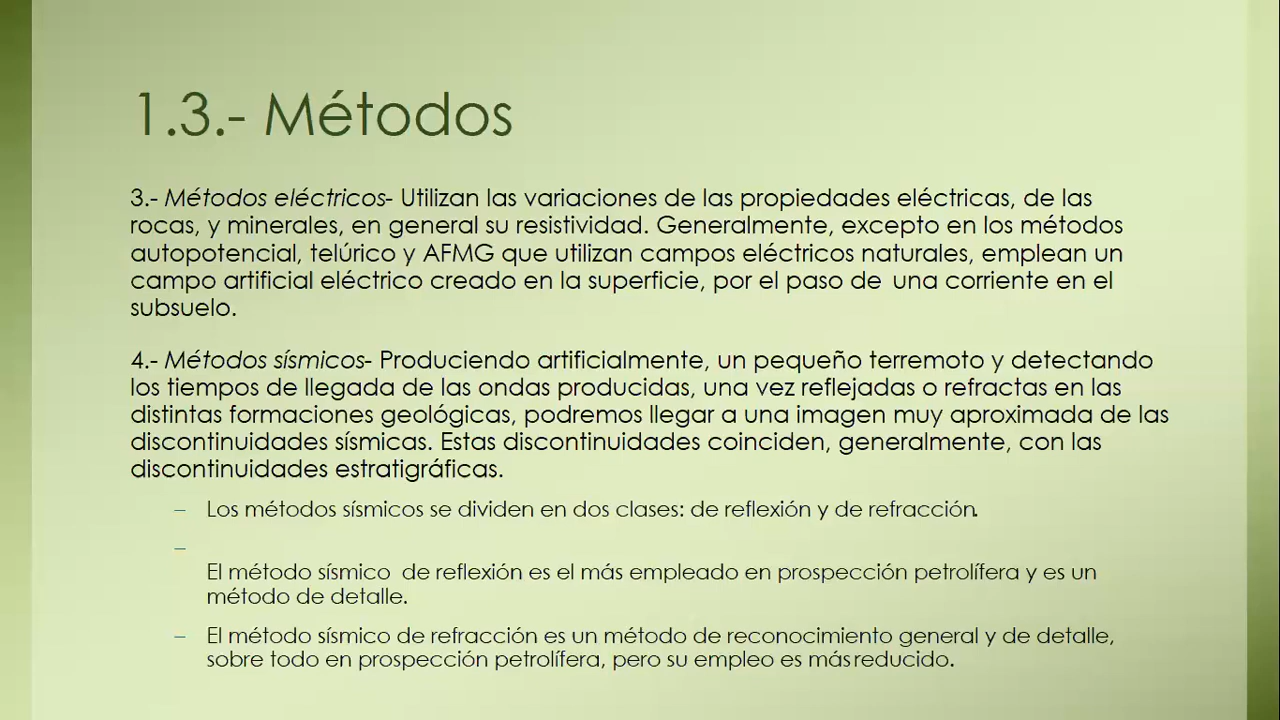 1.3.- Métodos
3.- Métodos eléctricos- Utilizan las variaciones de las propiedades eléctricas, de las
rocas, y minerales, en general su resistividad. Generalmente, excepto en los métodos
autopotencial, telúrico y AFMG que utilizan campos eléctricos naturales, emplean un
campo artificial eléctrico creado en la superficie, por el paso de una corriente en el
subsuelo.
4.- Métodos sísmicos- Produciendo artificialmente, un pequeño terremoto y detectando
los tiempos de llegada de las ondas producidas, una vez reflejadas o refractas en las
distintas formaciones geológicas, podremos llegar a una imagen muy aproximada de las
discontinuidades sísmicas. Estas discontinuidades coinciden, generalmente, con las
discontinuidades estratigráficas.
– Los métodos sísmicos se dividen en dos clases: de reflexión y de refracción.
–
El método sísmico de reflexión es el más empleado en prospección petrolífera y es un
método de detalle.
– El método sísmico de refracción es un método de reconocimiento general y de detalle,
sobre todo en prospección petrolífera, pero su empleo es más reducido.